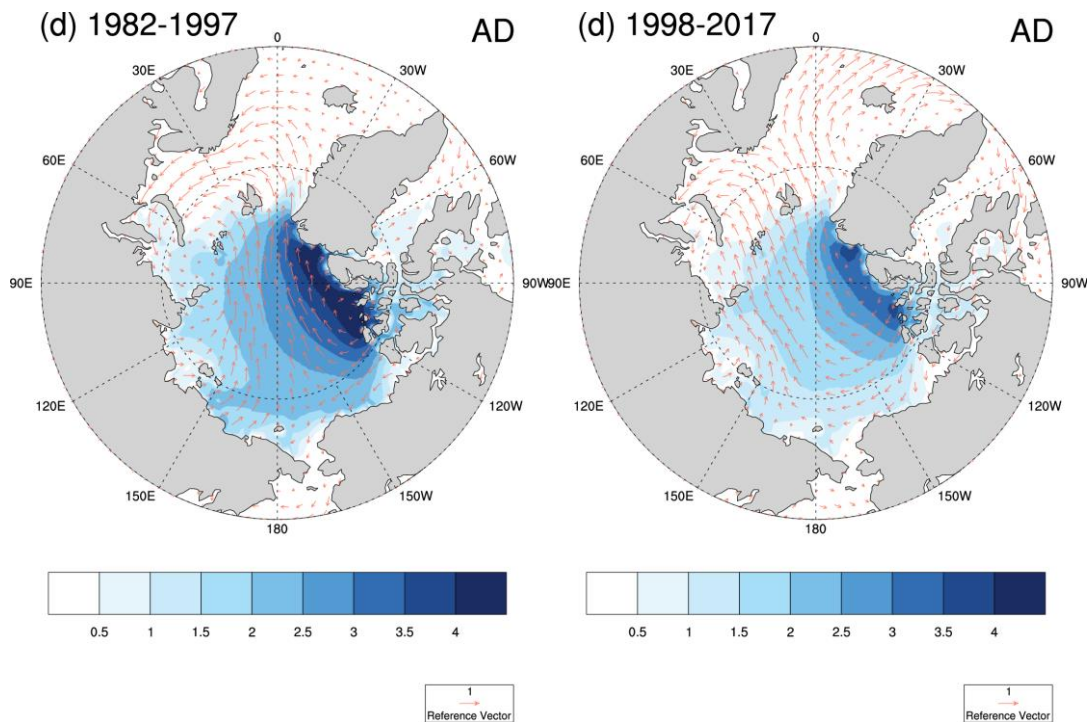 (d) 1982-1997 AD
0
30E 30W
60E 60W
90E 90W
120E 120W
150E 150W
180
0.5 1 1.5 2 2.5 3 3.5 4
1
Reference Vector
(d) 1998-2017 AD
0
30E 30W
60E 60W
90E 90W
120E 120W
150E 150W
180
0.5 1 1.5 2 2.5 3 3.5 4
1
Reference Vector